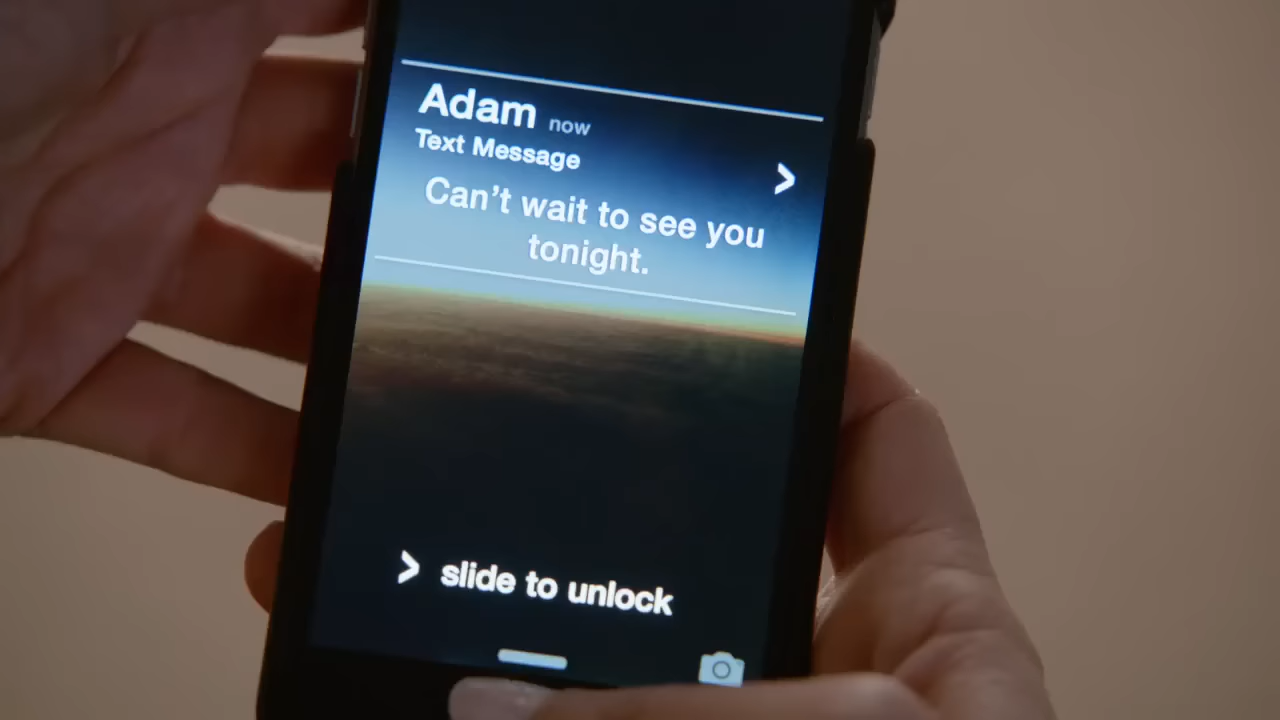 Adam now
Text Message
>
Can't wait to see you
tonight.
> slide to unlock